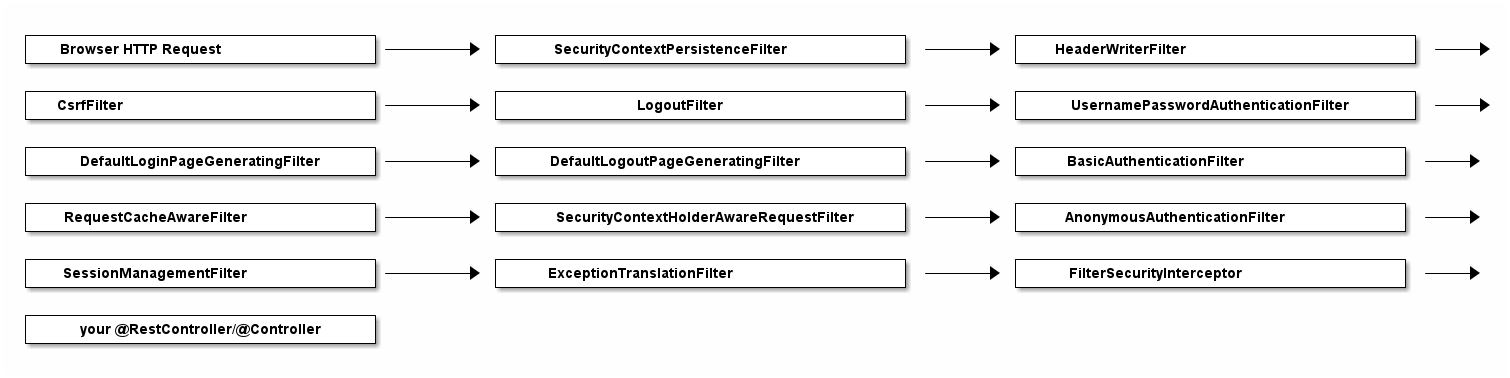 Browser HTTP Request
SecurityContextPersistenceFilter
HeaderWriterFilter
CsrfFilter
LogoutFilter
UsernamePasswordAuthenticationFilter
DefaultLoginPageGeneratingFilter
DefaultLogoutPageGeneratingFilter
BasicAuthenticationFilter
RequestCacheAwareFilter
SecurityContextHolderAwareRequestFilter
AnonymousAuthenticationFilter
SessionManagementFilter
ExceptionTranslationFilter
FilterSecurityInterceptor
your @RestController/@Controller